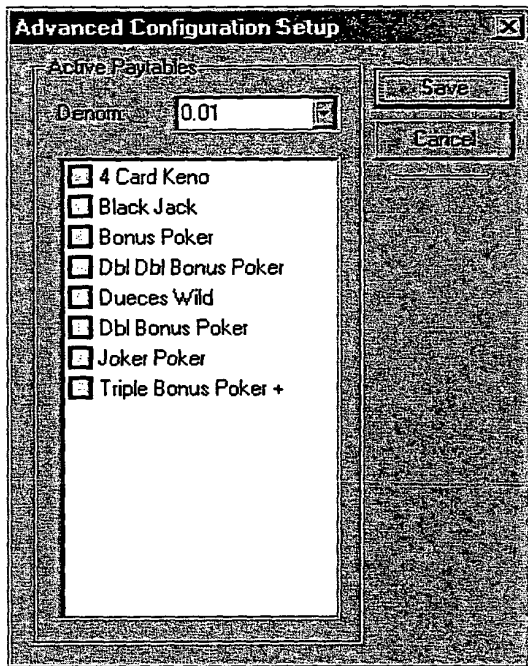 Advanced Configuration Setup
Active Paytables
Save
Denom: 0.01
Cancel
4 Card Keno
Black Jack
Bonus Poker
Dbl Dbl Bonus Poker
Dueces Wild
Dbl Bonus Poker
Joker Poker
Triple Bonus Poker +